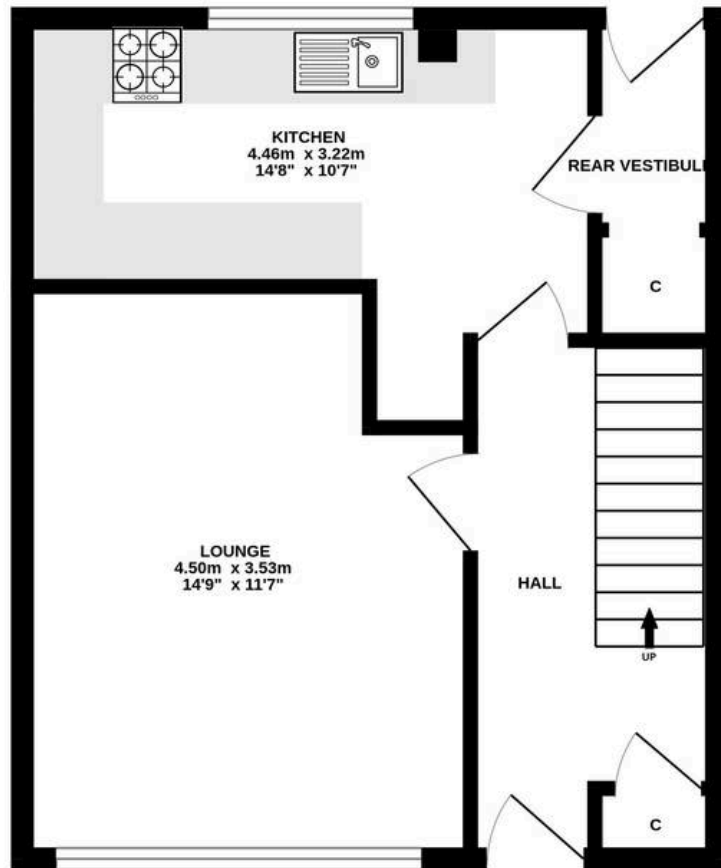 KITCHEN
4.46m x 3.22m
14'8" x 10'7"
REAR VESTIBULE
C
LOUNGE
4.50m x 3.53m
14'9" x 11'7"
HALL
UP
C